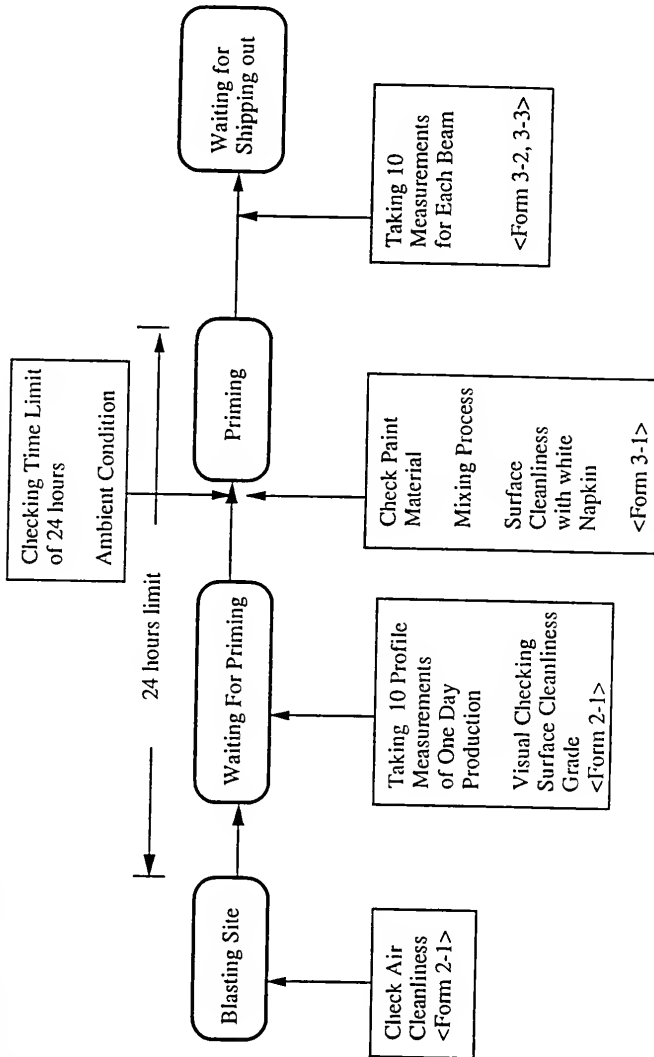 Checking Time Limit
of 24 hours
Ambient Condition
24 hours limit
Blasting Site
Waiting For Priming
Priming
Waiting for
Shipping out
Check Air
Cleanliness
<Form 2-1>
Taking 10 Profile
Measurements
of One Day
Production
Visual Checking
Surface Cleanliness
Grade
<Form 2-1>
Check Paint
Material
Mixing Process
Surface
Cleanliness
with white
Napkin
<Form 3-1>
Taking 10
Measurements
for Each Beam
<Form 3-2, 3-3>